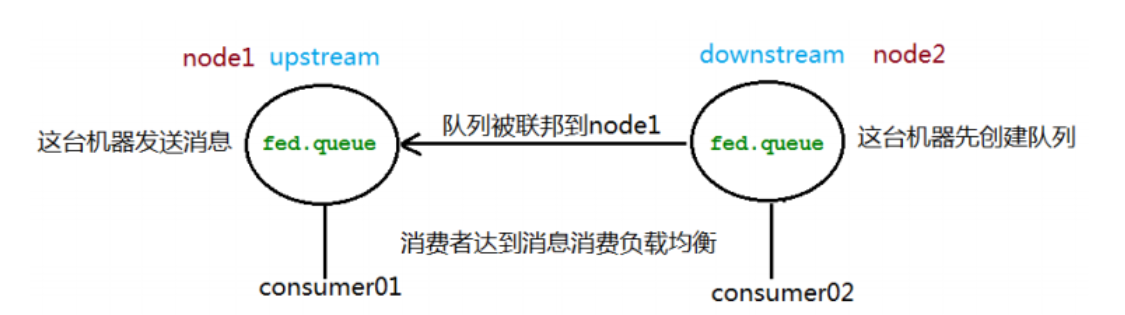 node1 upstream
downstream node2
这台机器发送消息
fed.queue
队列被联邦到node1
fed.queue
这台机器先创建队列
消费者达到消息消费负载均衡
consumer01
consumer02